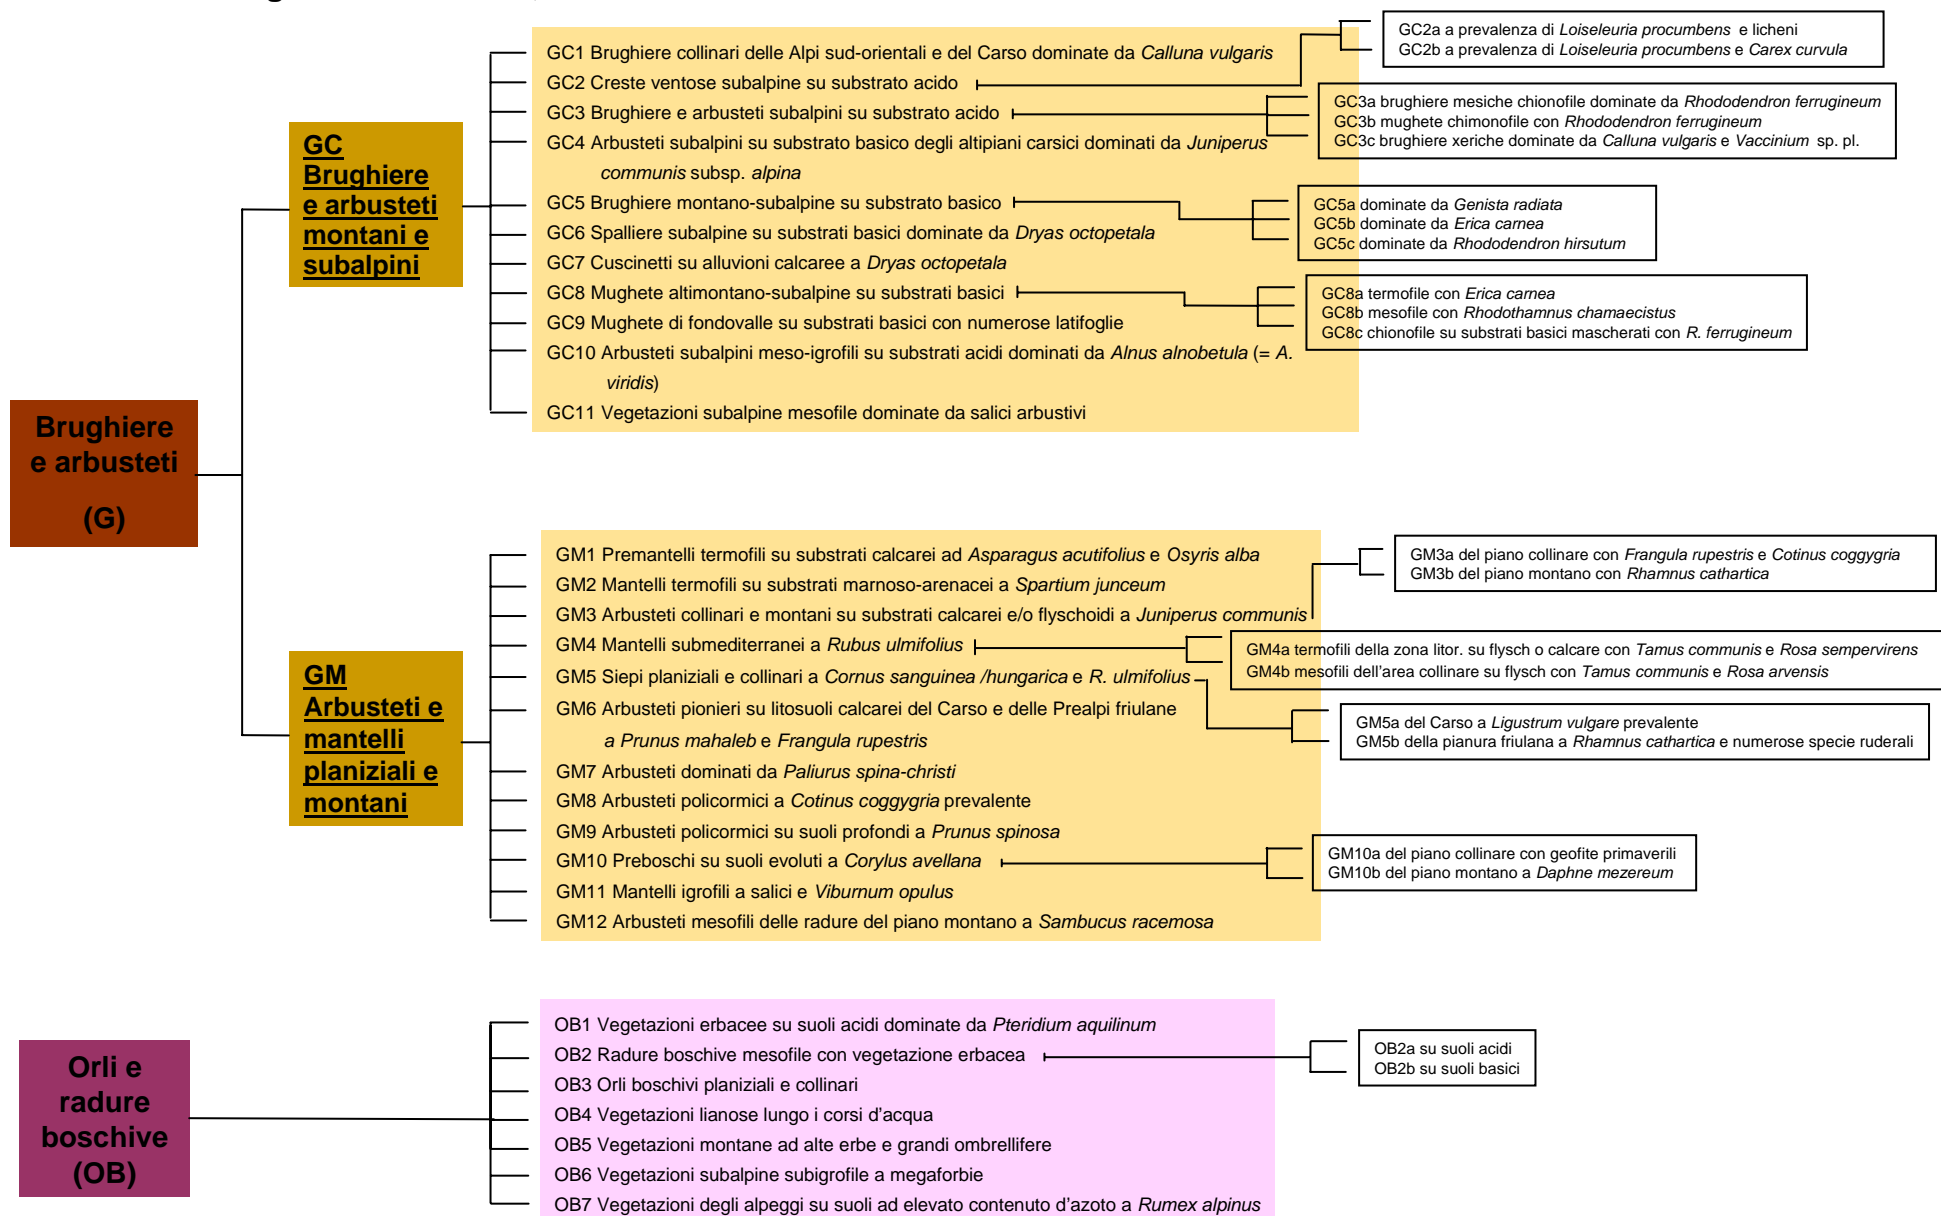 Brughiere
e arbusteti
(G)
GC
Brughiere
e arbusteti
montani e
subalpini
GC1 Brughiere collinari delle Alpi sud-orientali e del Carso dominate da Calluna vulgaris
GC2 Creste ventose subalpine su substrato acido
GC3 Brughiere e arbusteti subalpini su substrato acido
GC4 Arbusteti subalpini su substrato basico degli altipiani carsici dominati da Juniperus
communis subsp. alpina
GC5 Brughiere montano-subalpine su substrato basico
GC6 Spalliere subalpine su substrati basici dominate da Dryas octopetala
GC7 Cuscinetti su alluvioni calcaree a Dryas octopetala
GC8 Mughete altimontano-subalpine su substrati basici
GC9 Mughete di fondovalle su substrati basici con numerose latifoglie
GC10 Arbusteti subalpini meso-igrofili su substrati acidi dominati da Alnus alnobetula (= A.
viridis)
GC11 Vegetazioni subalpine mesofile dominate da salici arbustivi
GC2a a prevalenza di Loiseleuria procumbens e licheni
GC2b a prevalenza di Loiseleuria procumbens e Carex curvula
GC3a brughiere mesiche chionofile dominate da Rhododendron ferrugineum
GC3b mughete chimonofile con Rhododendron ferrugineum
GC3c brughiere xeriche dominate da Calluna vulgaris e Vaccinium sp. pl.
GC5a dominate da Genista radiata
GC5b dominate da Erica carnea
GC5c dominate da Rhododendron hirsutum
GC8a termofile con Erica carnea
GC8b mesofile con Rhodothamnus chamaecistus
GC8c chionofile su substrati basici mascherati con R. ferrugineum
GM
Arbusteti e
mantelli
planiziali e
montani
GM1 Premantelli termofili su substrati calcarei ad Asparagus acutifolius e Osyris alba
GM2 Mantelli termofili su substrati marnoso-arenacei a Spartium junceum
GM3 Arbusteti collinari e montani su substrati calcarei e/o flyschoidi a Juniperus communis
GM4 Mantelli submediterranei a Rubus ulmifolius
GM5 Siepi planiziali e collinari a Cornus sanguinea /hungarica e R. ulmifolius
GM6 Arbusteti pionieri su litosuoli calcarei del Carso e delle Prealpi friulane
a Prunus mahaleb e Frangula rupestris
GM7 Arbusteti dominati da Paliurus spina-christi
GM8 Arbusteti policormici a Cotinus coggygria prevalente
GM9 Arbusteti policormici su suoli profondi a Prunus spinosa
GM10 Preboschi su suoli evoluti a Corylus avellana
GM11 Mantelli igrofili a salici e Viburnum opulus
GM12 Arbusteti mesofili delle radure del piano montano a Sambucus racemosa
GM3a del piano collinare con Frangula rupestris e Cotinus coggygria
GM3b del piano montano con Rhamnus cathartica
GM4a termofili della zona litor. su flysch o calcare con Tamus communis e Rosa sempervirens
GM4b mesofili dell'area collinare su flysch con Tamus communis e Rosa arvensis
GM5a del Carso a Ligustrum vulgare prevalente
GM5b della pianura friulana a Rhamnus cathartica e numerose specie ruderali
GM10a del piano collinare con geofite primaverili
GM10b del piano montano a Daphne mezereum
Orli e
radure
boschive
(OB)
OB1 Vegetazioni erbacee su suoli acidi dominate da Pteridium aquilinum
OB2 Radure boschive mesofile con vegetazione erbacea
OB3 Orli boschivi planiziali e collinari
OB4 Vegetazioni lianose lungo i corsi d'acqua
OB5 Vegetazioni montane ad alte erbe e grandi ombrellifere
OB6 Vegetazioni subalpine subigrofile a megaforbie
OB7 Vegetazioni degli alpeggi su suoli ad elevato contenuto d'azoto a Rumex alpinus
OB2a su suoli acidi
OB2b su suoli basici